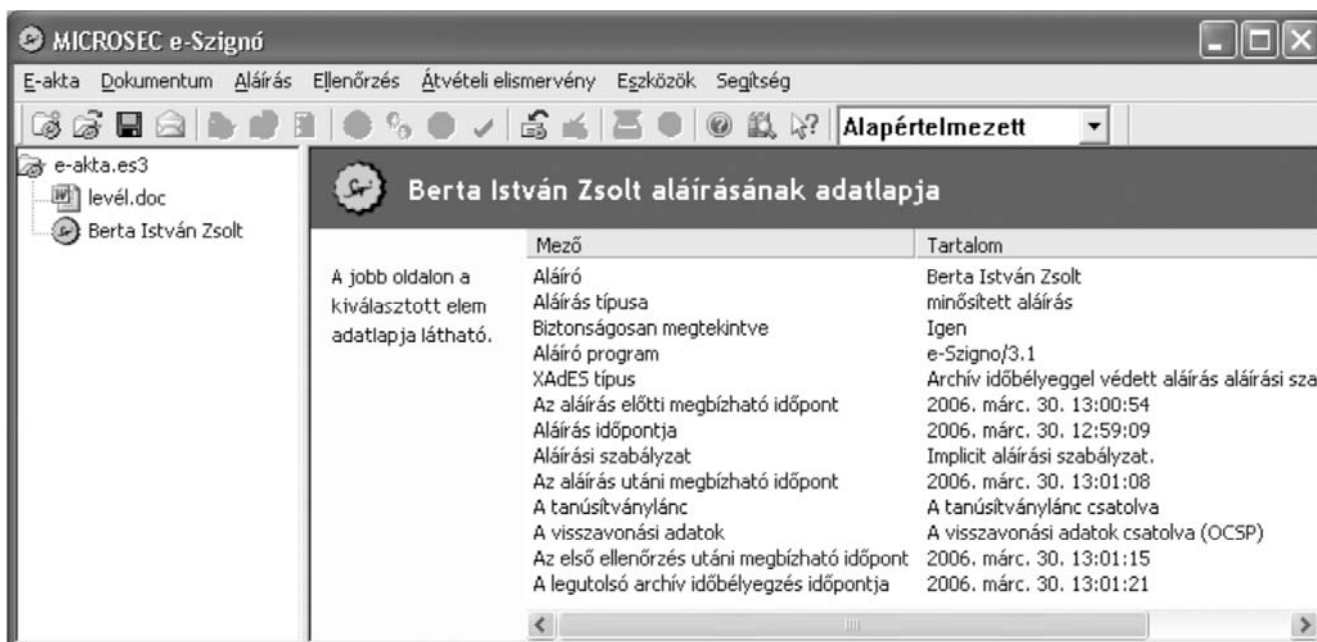 MICROSEC e-Szignó
E-akta Dokumentum Aláírás Ellenőrzés Átvételi elismervény Eszközök Segítség
Alapértelmezett
e-akta.es3
levél.doc
Berta István Zsolt
Berta István Zsolt aláírásának adatlapja
A jobb oldalon a
kiválasztott elem
adatlapja látható.
Mező Tartalom
Aláíró Berta István Zsolt
Aláírás típusa minősített aláírás
Biztonságosan megtekintve Igen
Aláíró program e-Szigno/3.1
XAdES típus Archív időbélyeggel védett aláírás aláírási sza
Az aláírás előtti megbízható időpont 2006. márc. 30. 13:00:54
Aláírás időpontja 2006. márc. 30. 12:59:09
Aláírási szabályzat Implicit aláírási szabályzat.
Az aláírás utáni megbízható időpont 2006. márc. 30. 13:01:08
A tanúsítványlánc A tanúsítványlánc csatolva
A visszavonási adatok A visszavonási adatok csatolva (OCSP)
Az első ellenőrzés utáni megbízható időpont 2006. márc. 30. 13:01:15
A legutolsó archív időbélyegzés időpontja 2006. márc. 30. 13:01:21